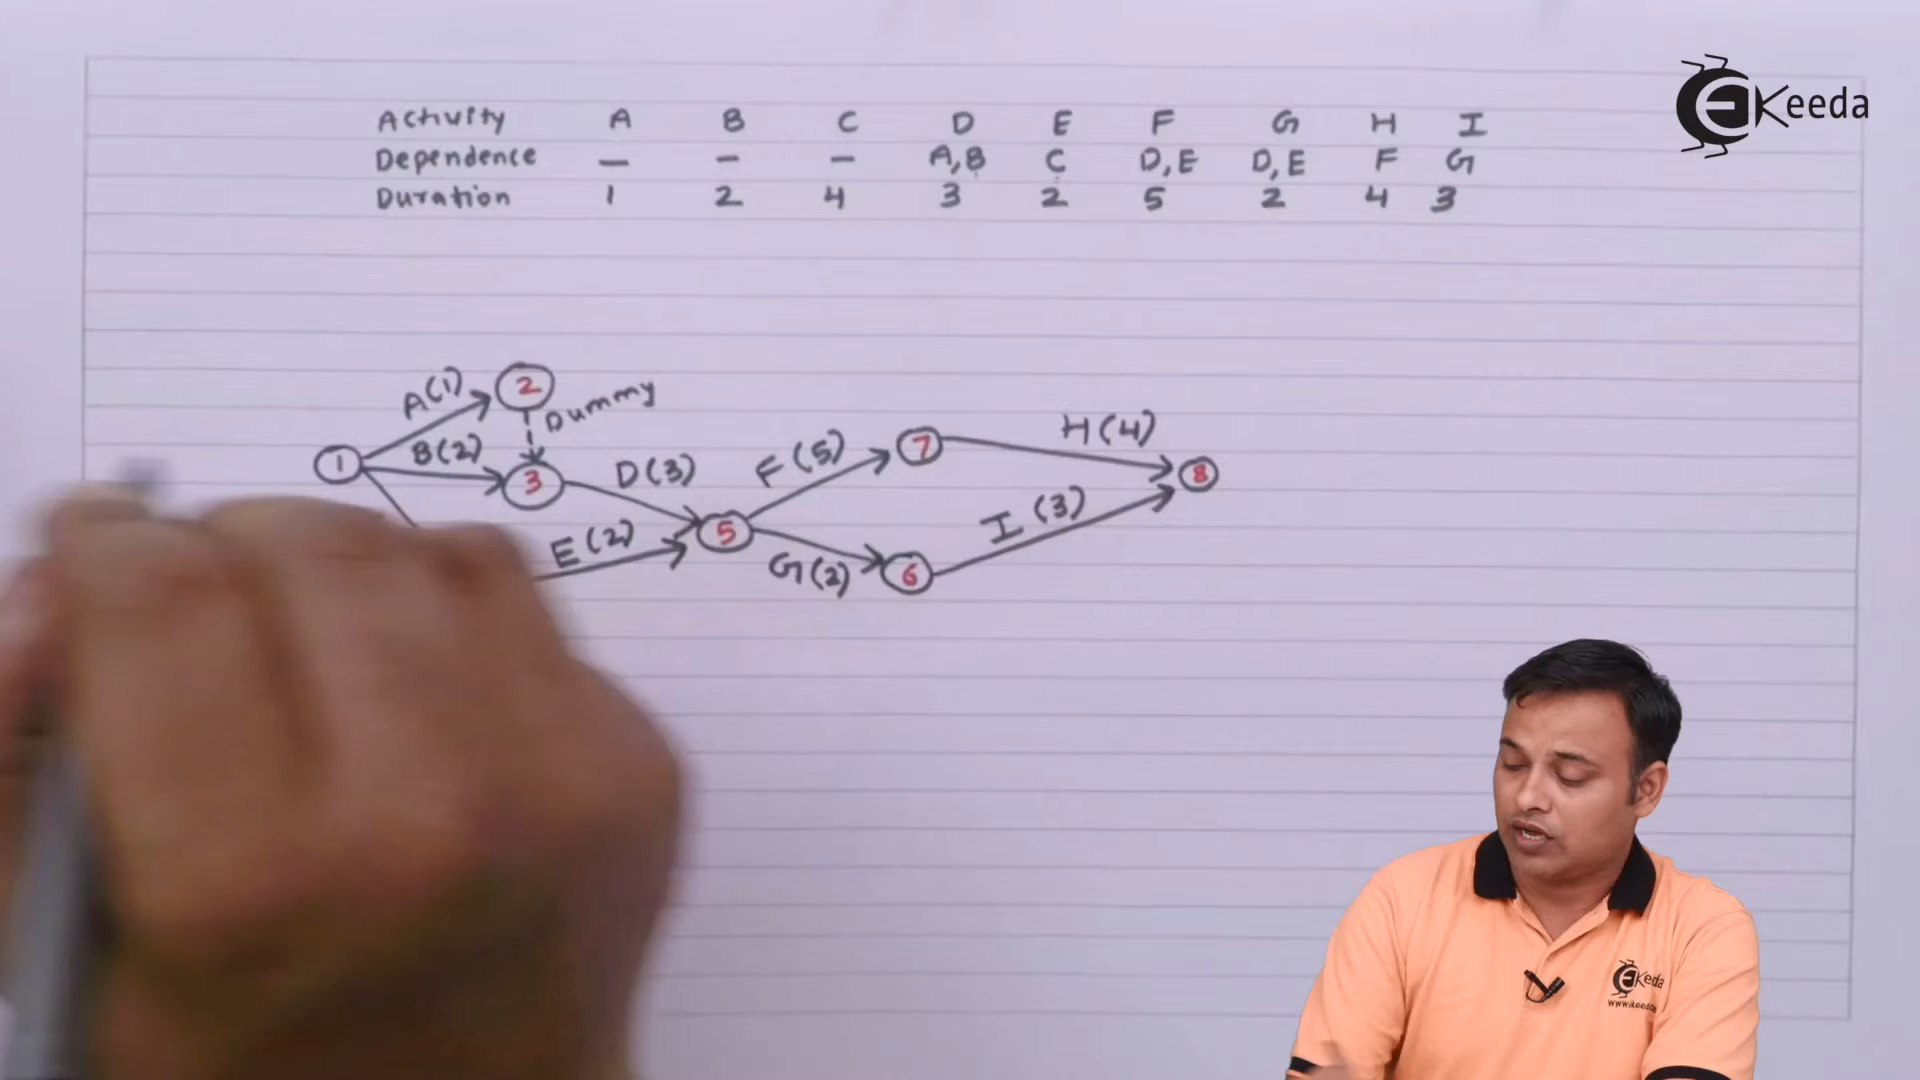 EKeeda
Activity A B C D E F G H I
Dependence — — — A,B C D,E D,E F G
Duration 1 2 4 3 2 5 2 4 3
A(1) 2 Dummy
1 B(2) 3 D(3) F(5) 7 H(4) 8
E(2) 5 G(2) 6 I(3)
EKeeda